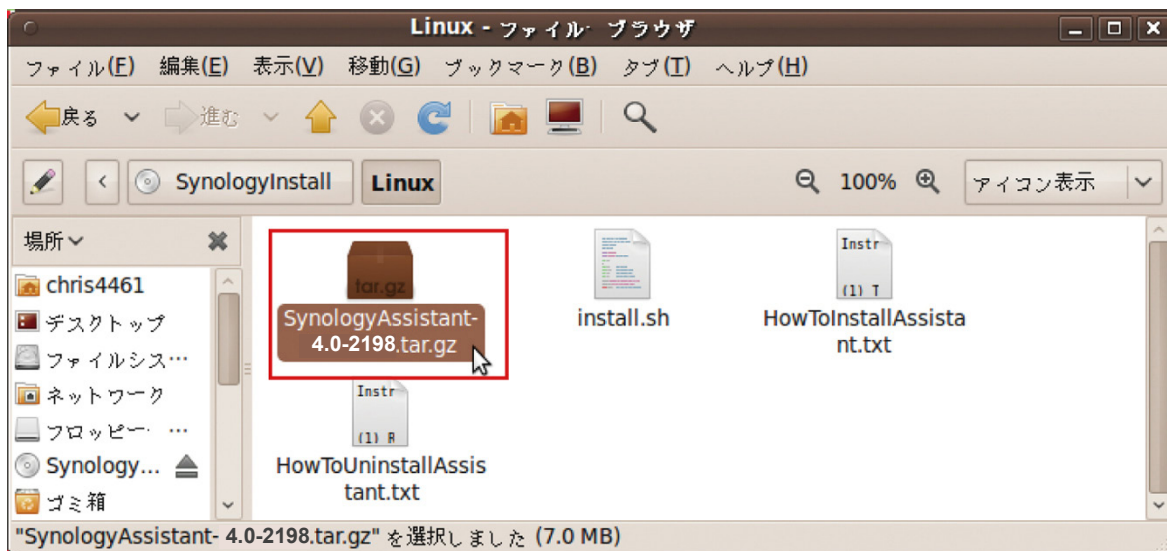 Linux - ファイル・ブラウザ
ファイル(F) 編集(E) 表示(V) 移動(G) ブックマーク(B) タブ(T) ヘルプ(H)
戻る 進む
SynologyInstall Linux 100% アイコン表示
場所
chris4461
デスクトップ
ファイルシス…
ネットワーク
フロッピー・…
Synology...
ゴミ箱
tar.gz
SynologyAssistant-
4.0-2198.tar.gz
install.sh
Instr
(1) T
HowToInstallAssista
nt.txt
Instr
(1) R
HowToUninstallAssis
tant.txt
"SynologyAssistant- 4.0-2198.tar.gz" を選択しました (7.0 MB)